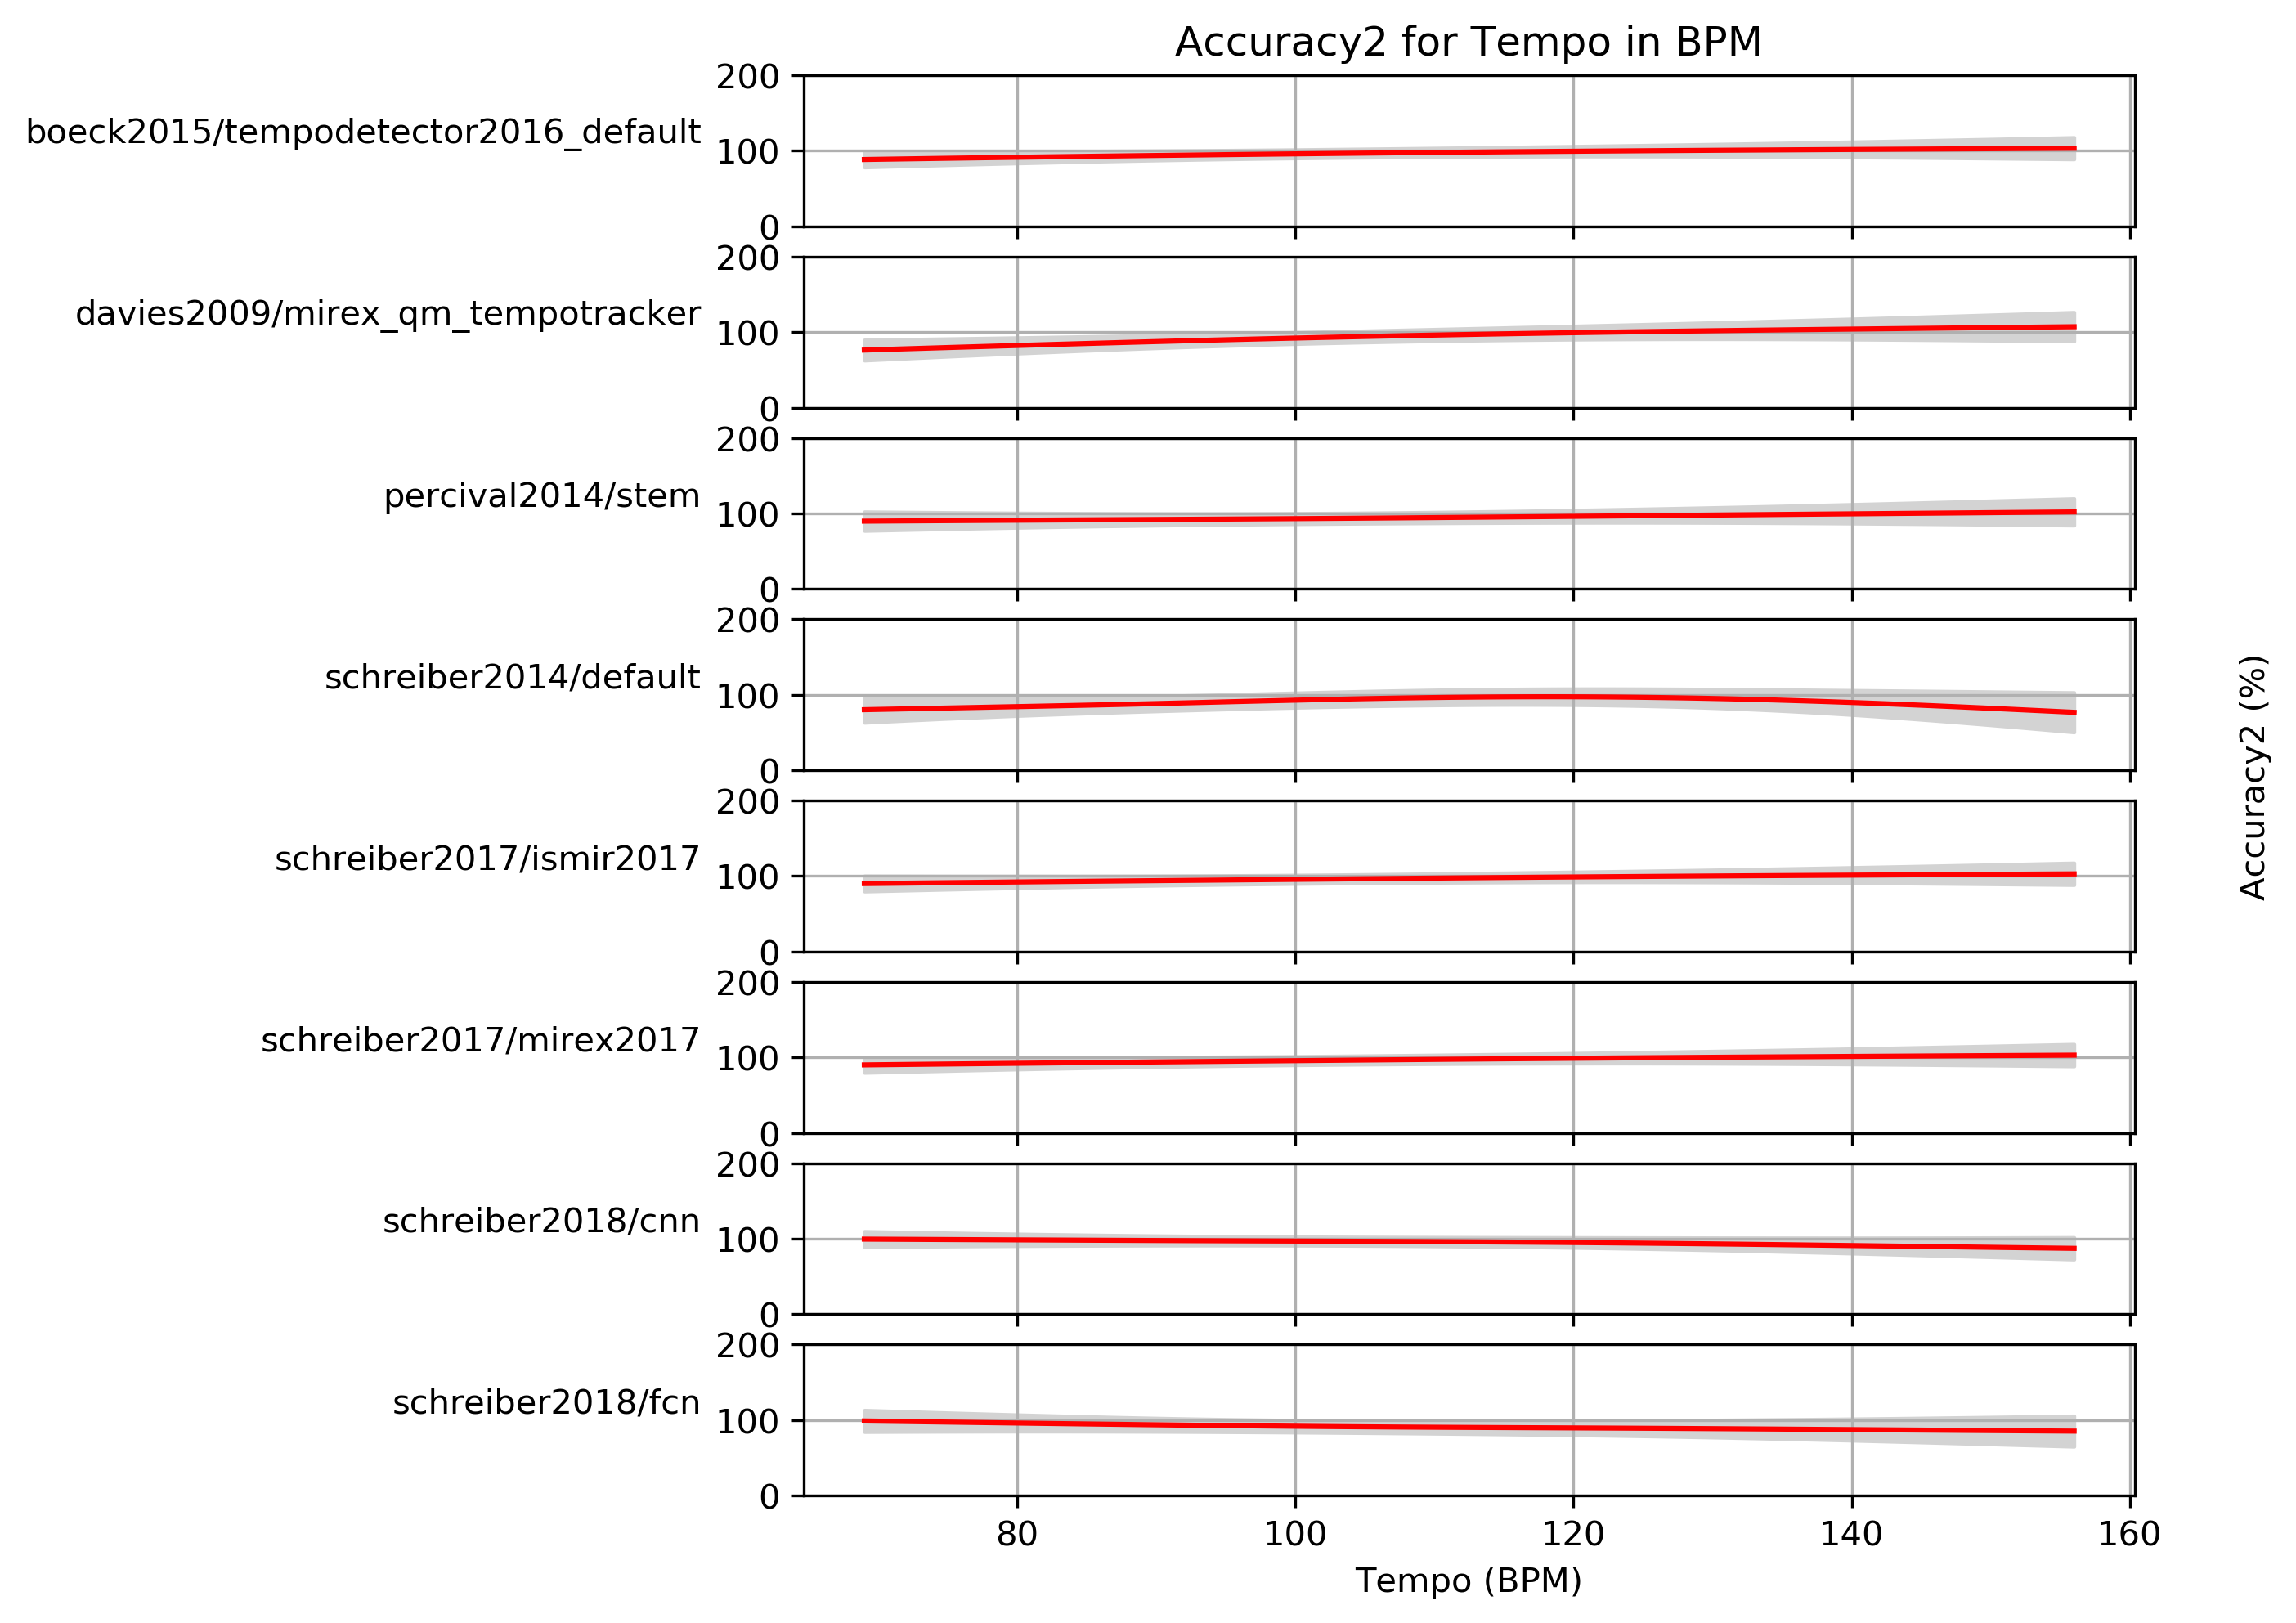 Accuracy2 for Tempo in BPM
200
boeck2015/tempodetector2016_default
100
0
200
davies2009/mirex_qm_tempotracker
100
0
200
percival2014/stem
100
0
200
schreiber2014/default
100
0
200
schreiber2017/ismir2017
100
0
200
schreiber2017/mirex2017
100
0
200
schreiber2018/cnn
100
0
200
schreiber2018/fcn
100
0
80 100 120 140 160
Tempo (BPM)
Accuracy2 (%)